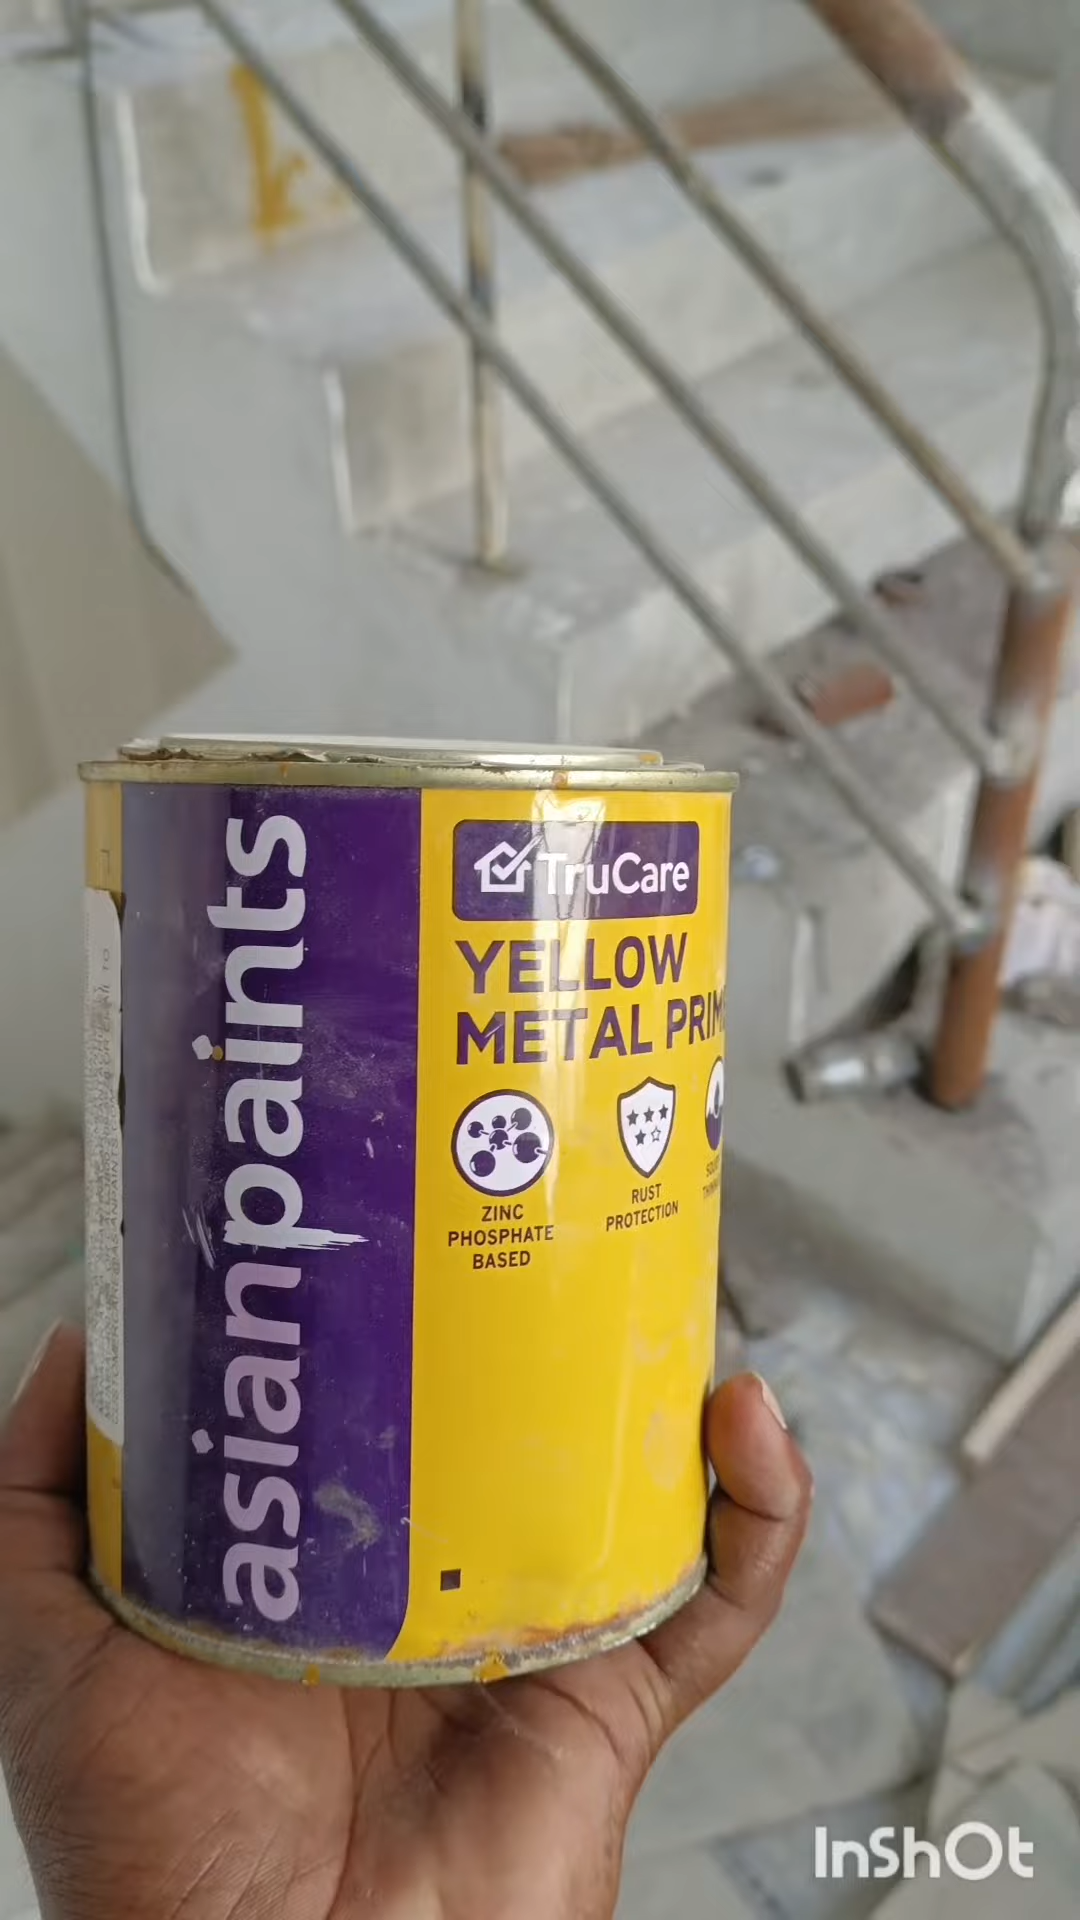 asianpaints
TruCare
YELLOW
METAL PRIM
ZINC
PHOSPHATE
BASED
RUST
PROTECTION
InShOt